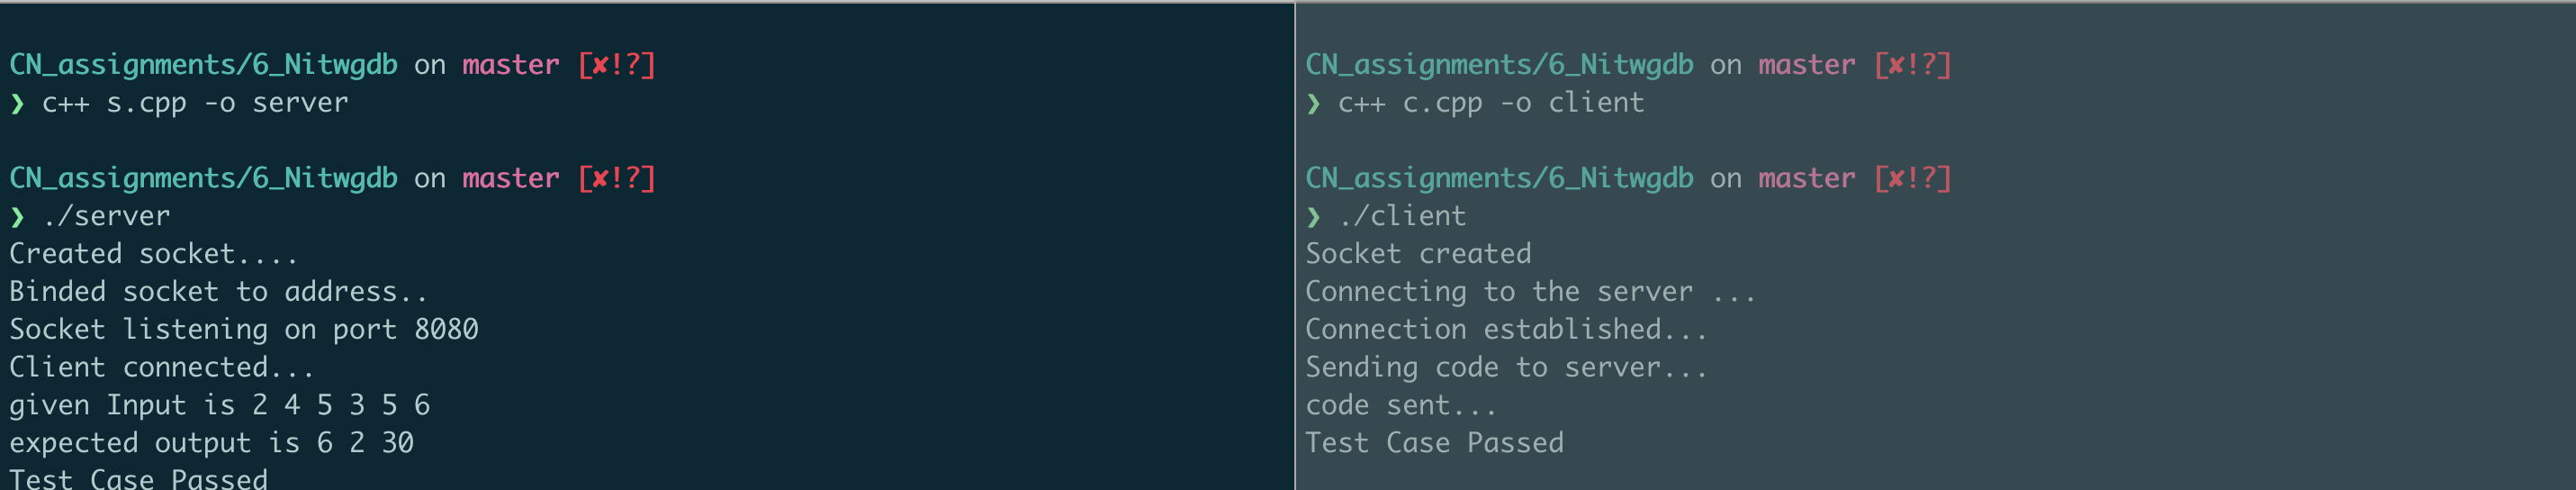 CN_assignments/6_Nitwgdb on master [✘!?]
❯ c++ s.cpp -o server
CN_assignments/6_Nitwgdb on master [✘!?]
❯ ./server
Created socket....
Binded socket to address..
Socket listening on port 8080
Client connected...
given Input is 2 4 5 3 5 6
expected output is 6 2 30
Test Case Passed
CN_assignments/6_Nitwgdb on master [✘!?]
❯ c++ c.cpp -o client
CN_assignments/6_Nitwgdb on master [✘!?]
❯ ./client
Socket created
Connecting to the server ...
Connection established...
Sending code to server...
code sent...
Test Case Passed